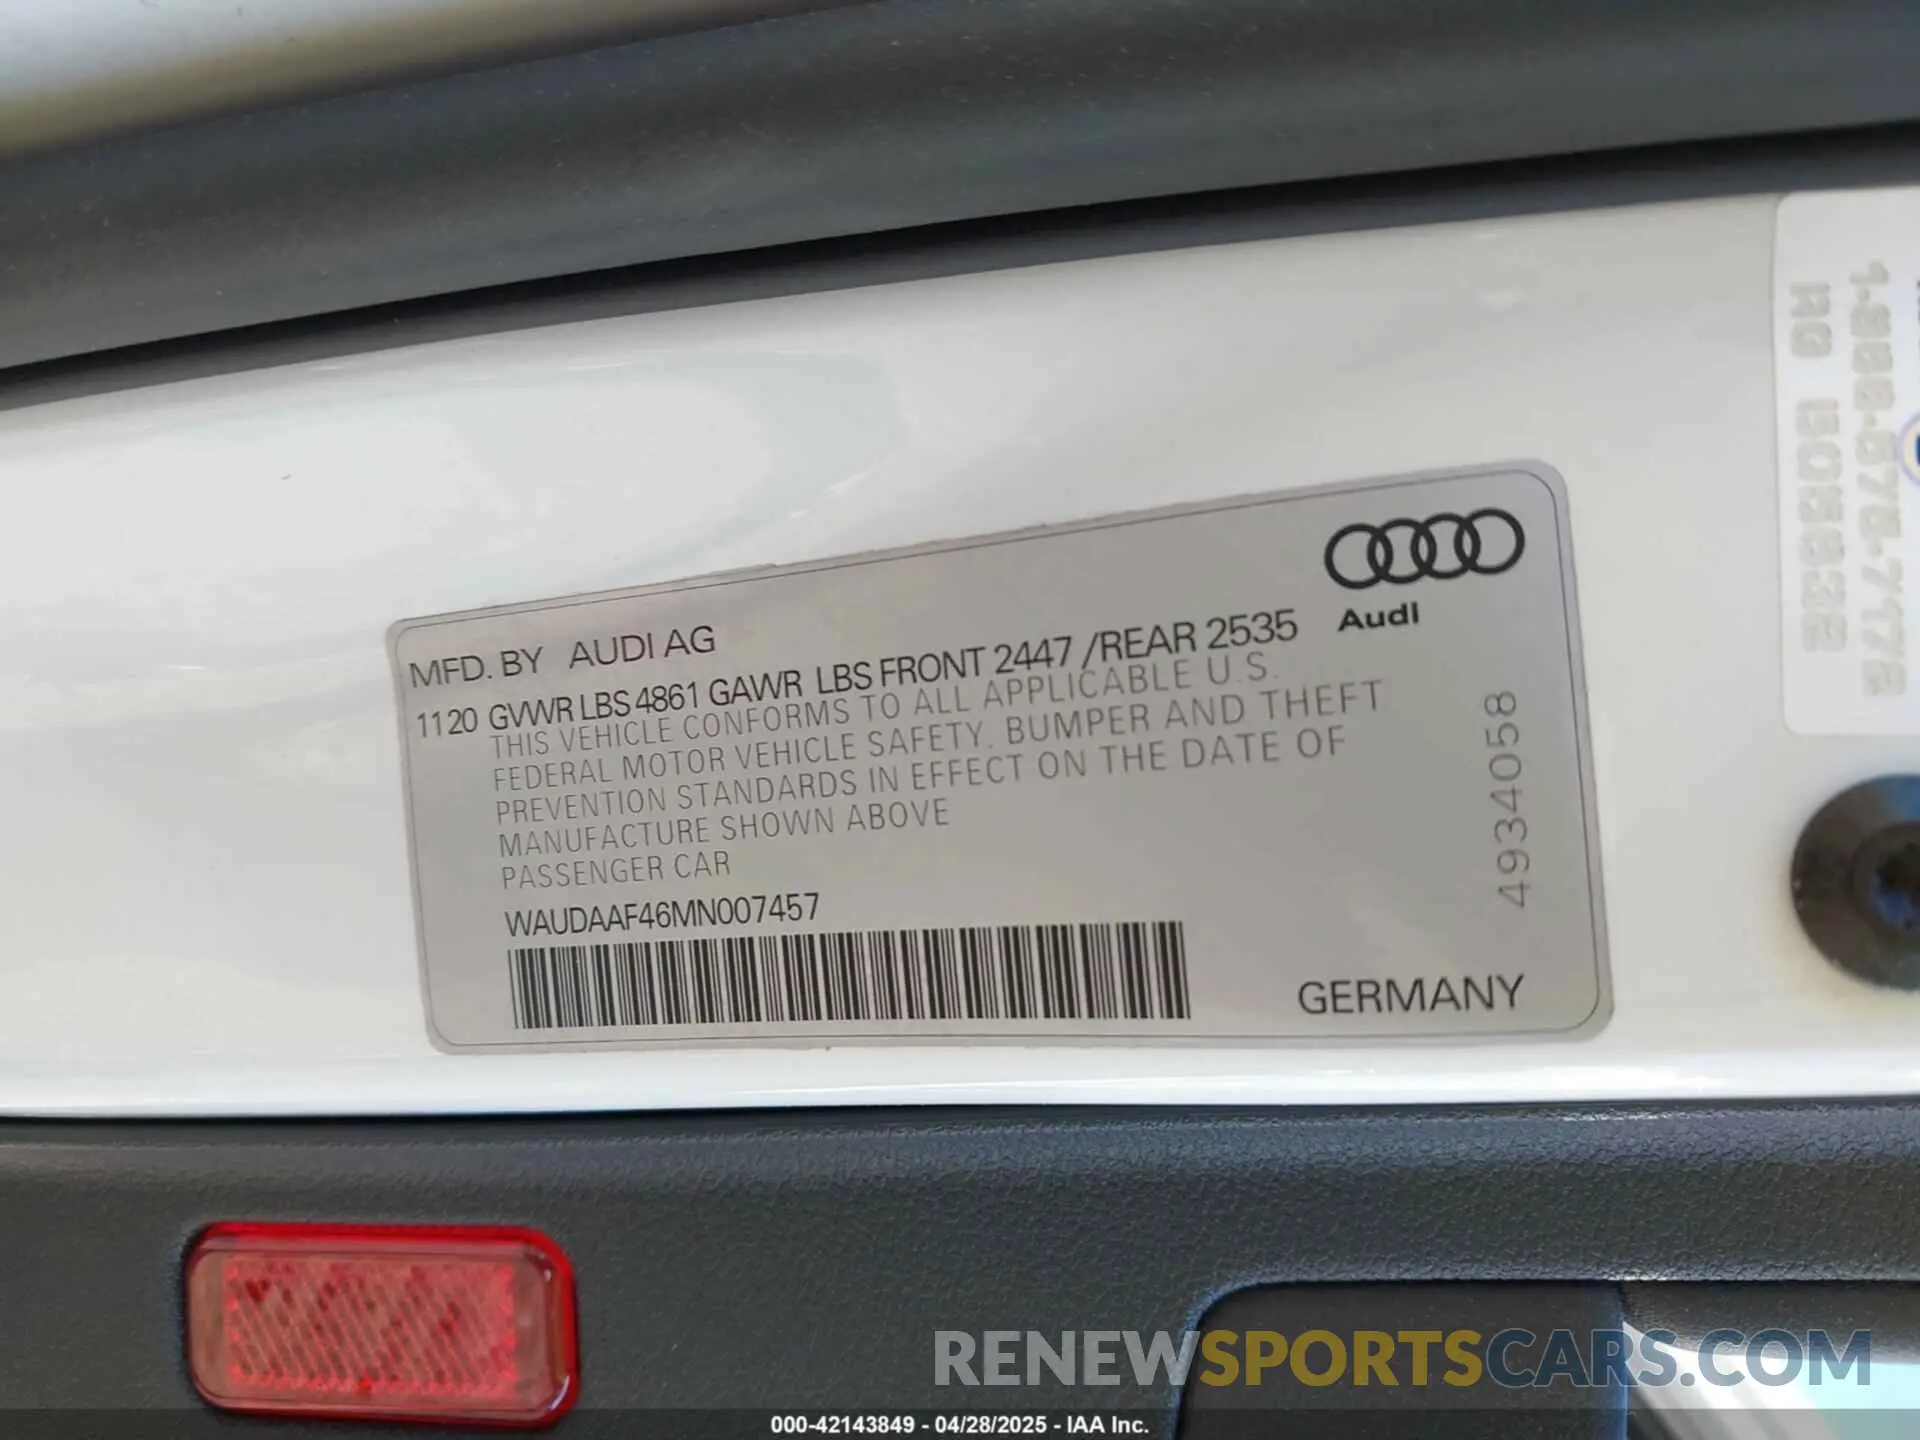 MFD. BY AUDI AG
1120 GVWR LBS 4861 GAWR LBS FRONT 2447 /REAR 2535
THIS VEHICLE CONFORMS TO ALL APPLICABLE U.S.
FEDERAL MOTOR VEHICLE SAFETY. BUMPER AND THEFT
PREVENTION STANDARDS IN EFFECT ON THE DATE OF
MANUFACTURE SHOWN ABOVE
PASSENGER CAR
WAUDAAF46MN007457
Audi
4934058
GERMANY
RENEWSPORTSCARS.COM
000-42143849 - 04/28/2025 - IAA Inc.